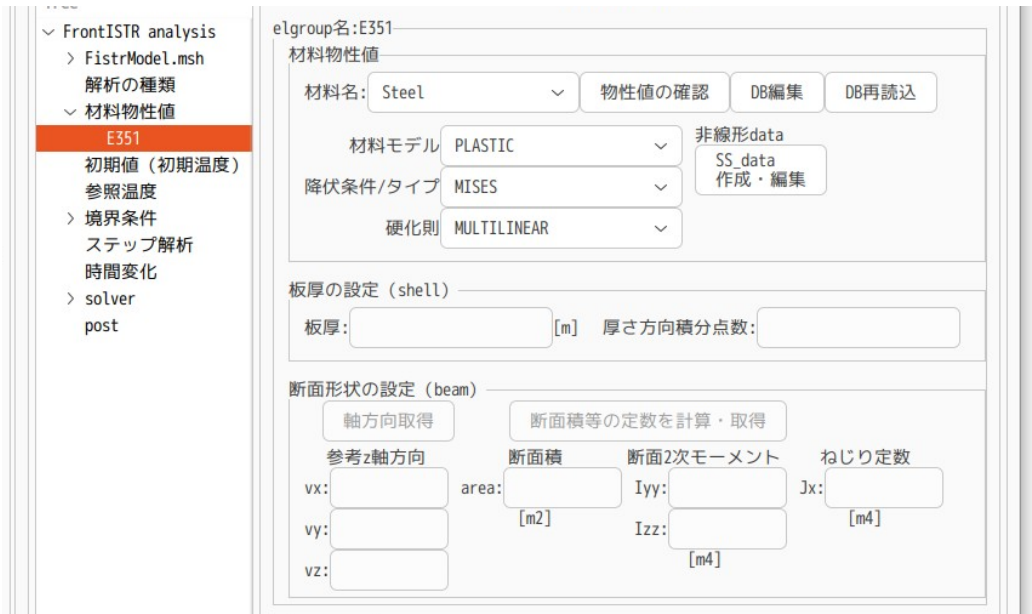 FrontISTR analysis
FistrModel.msh
解析の種類
材料物性値
E351
初期値（初期温度）
参照温度
境界条件
ステップ解析
時間変化
solver
post
elgroup名:E351
材料物性値
材料名: Steel 物性値の確認 DB編集 DB再読込
材料モデル PLASTIC
非線形data
SS_data
作成・編集
降伏条件/タイプ MISES
硬化則 MULTILINEAR
板厚の設定（shell）
板厚: [m] 厚さ方向積分点数:
断面形状の設定（beam）
軸方向取得 断面積等の定数を計算・取得
参考z軸方向 断面積 断面2次モーメント ねじり定数
vx: area: Iyy: Jx:
[m2] [m4]
vy: Izz:
[m4]
vz: